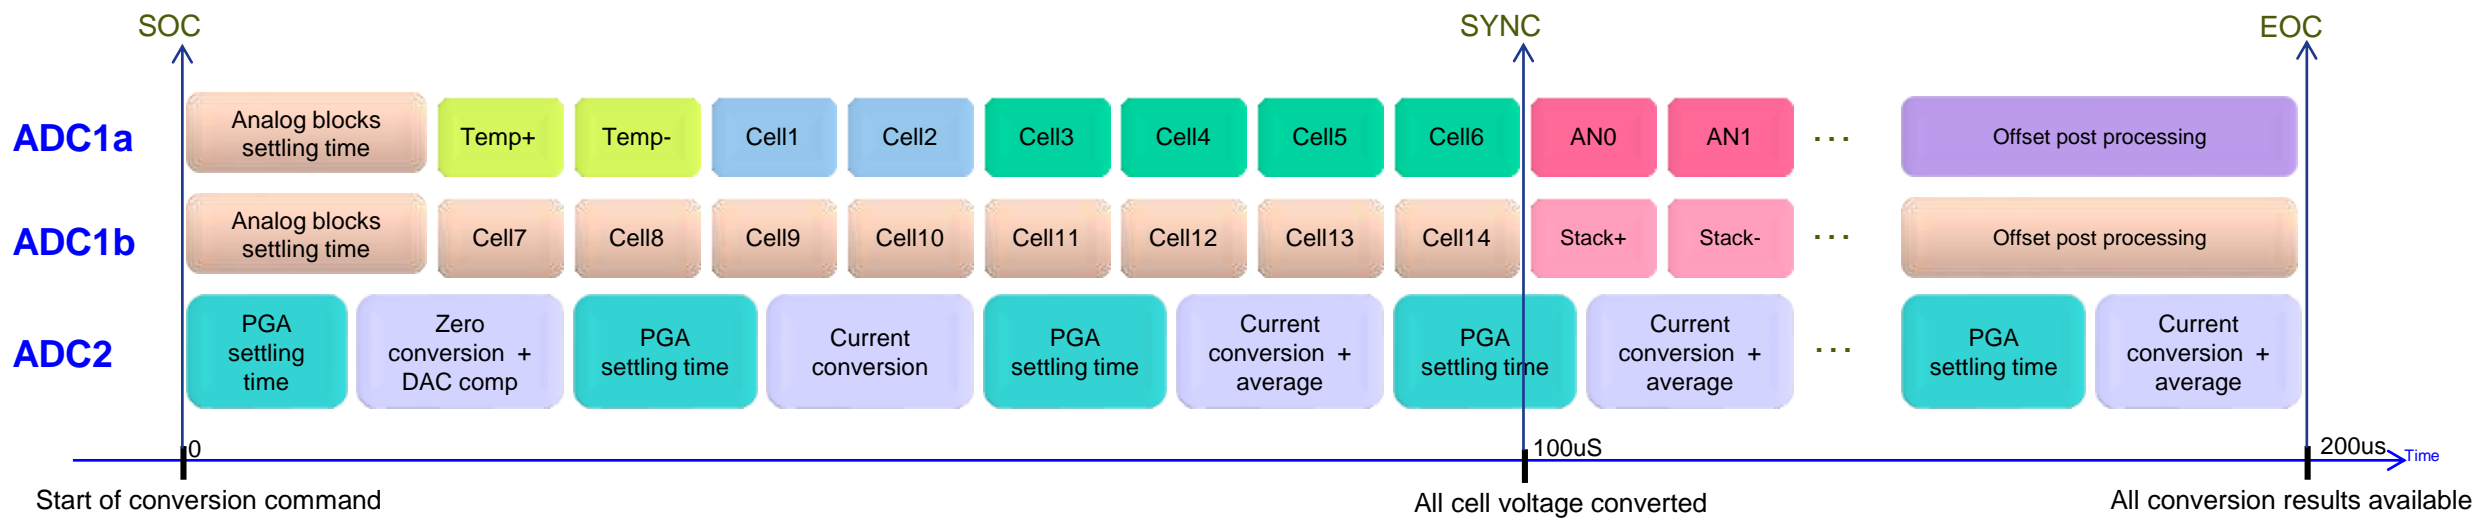 SOC
SYNC
EOC
ADC1a
Analog blocks
settling time
Temp+
Temp-
Cell1
Cell2
Cell3
Cell4
Cell5
Cell6
AN0
AN1
...
Offset post processing
ADC1b
Analog blocks
settling time
Cell7
Cell8
Cell9
Cell10
Cell11
Cell12
Cell13
Cell14
Stack+
Stack-
...
Offset post processing
ADC2
PGA
settling
time
Zero
conversion +
DAC comp
PGA
settling time
Current
conversion
PGA
settling time
Current
conversion +
average
PGA
settling time
Current
conversion +
average
...
PGA
settling time
Current
conversion +
average
0
100uS
200us
Time
Start of conversion command
All cell voltage converted
All conversion results available